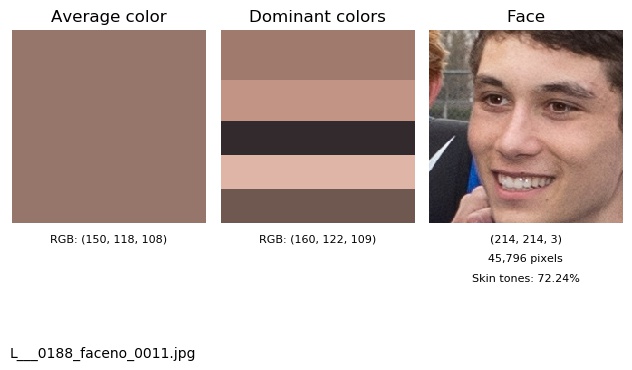 Average color
Dominant colors
Face
RGB: (150, 118, 108)
RGB: (160, 122, 109)
(214, 214, 3)
45,796 pixels
Skin tones: 72.24%
L___0188_faceno_0011.jpg